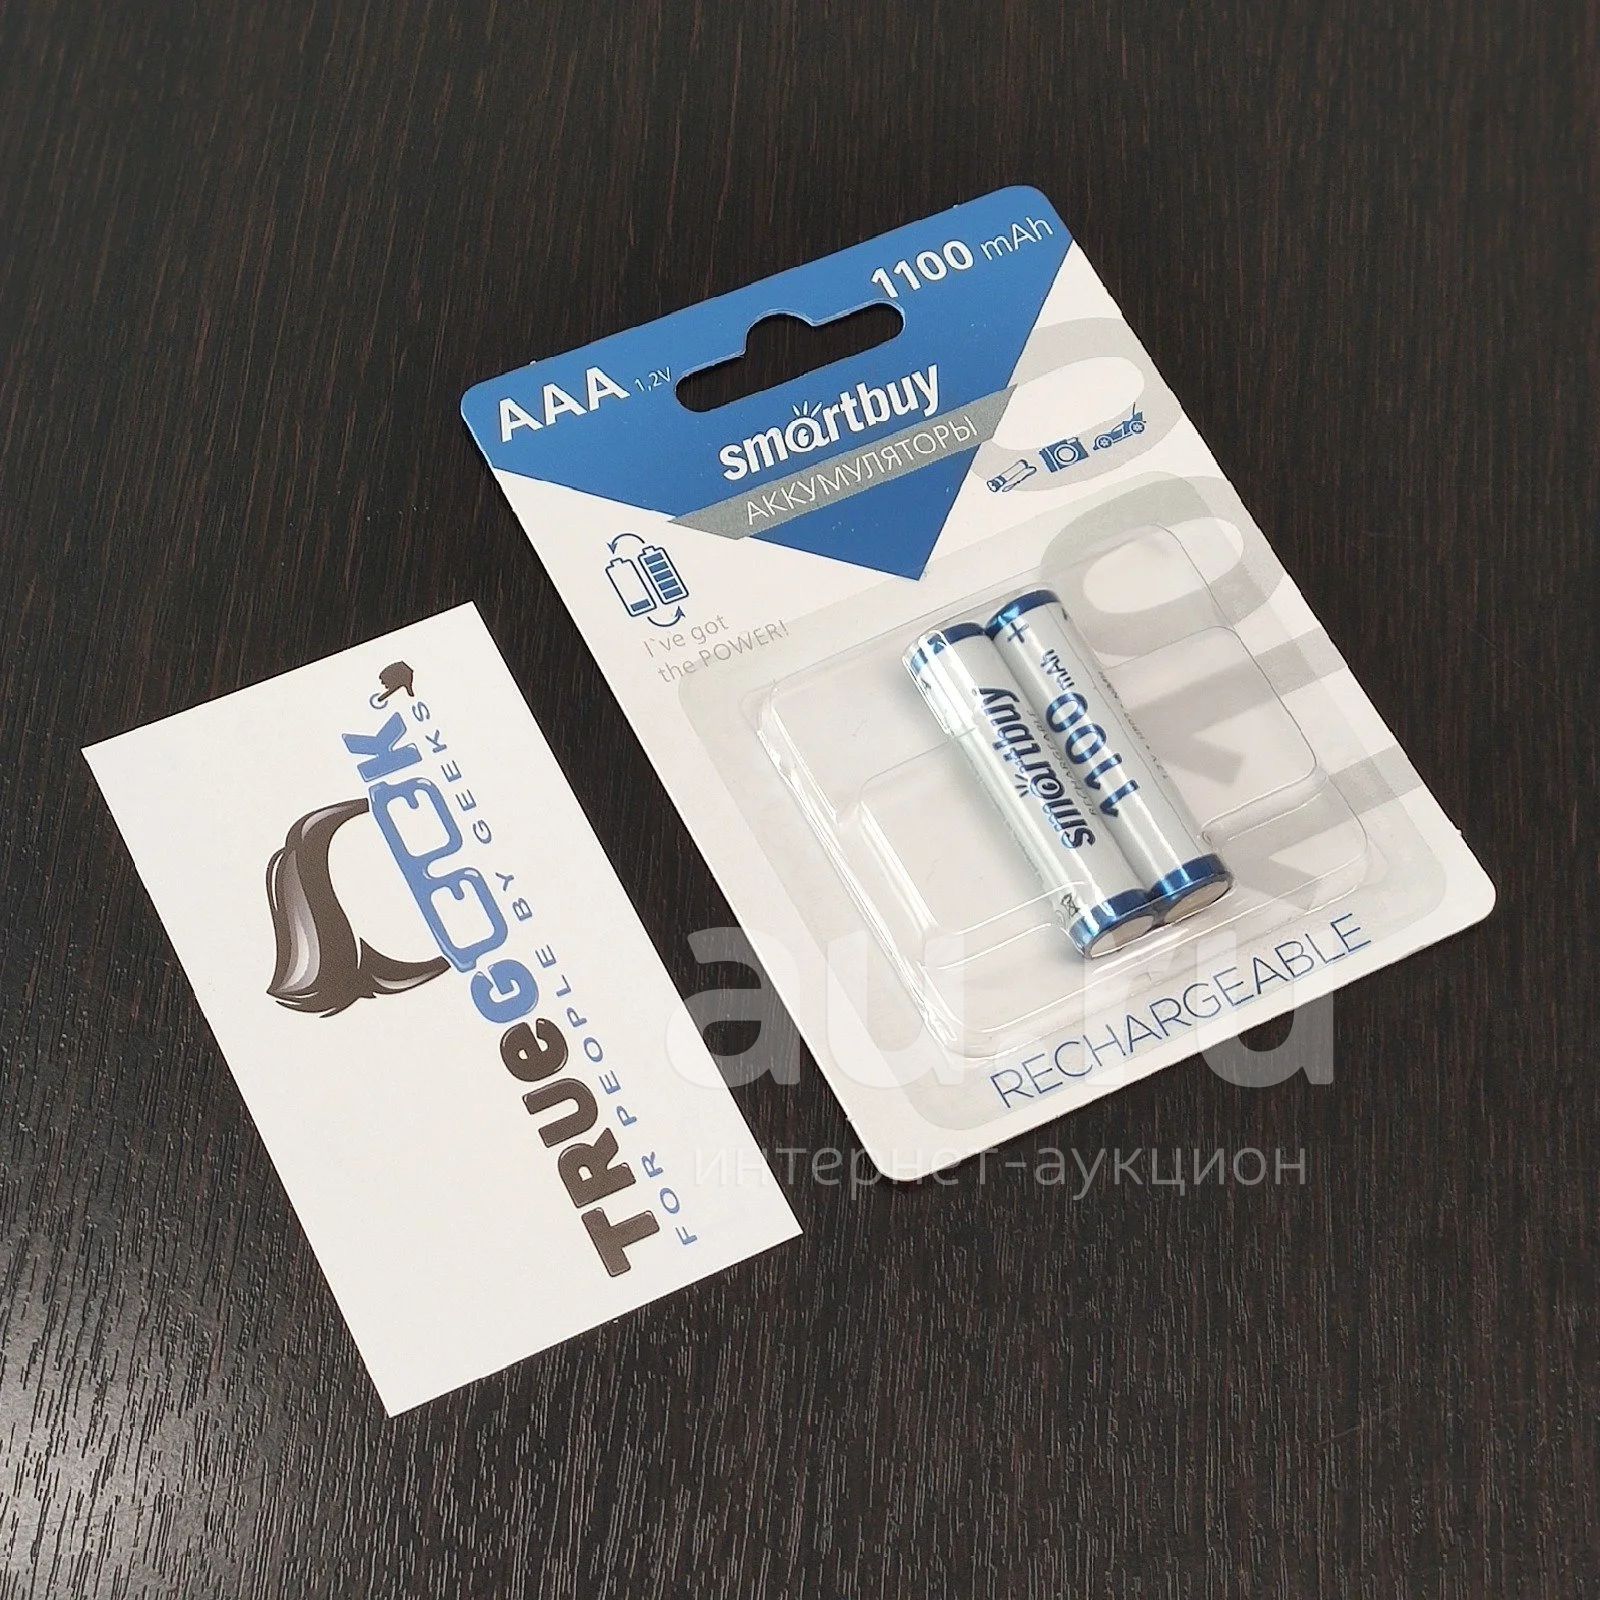 AAA 1,2V
1100 mAh
smartbuy
АККУМУЛЯТОРЫ
I've got
the POWER!
smartbuy
RECHARGEABLE
1100 mAh
RECHARGEABLE
TRUEGEEK
FOR PEOPLE BY GEEKS
au.ru
интернет-аукцион